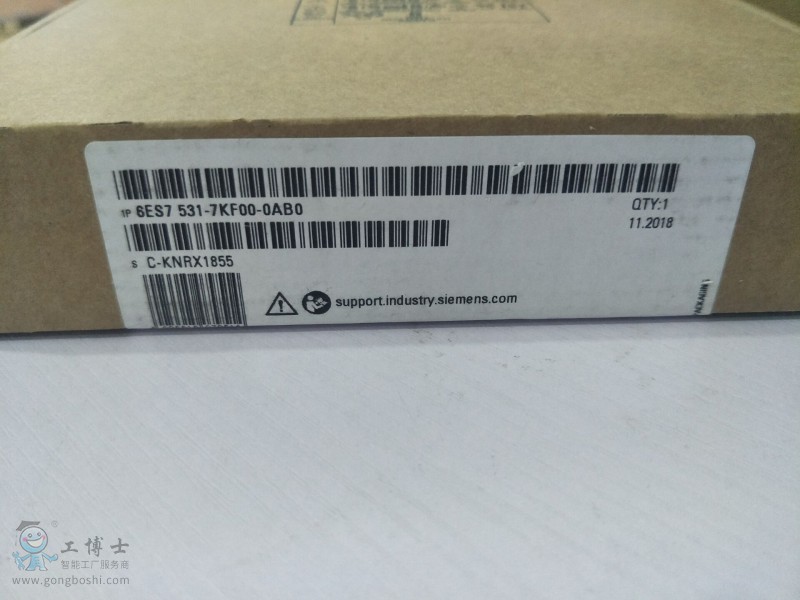 1P 6ES7 531-7KF00-0AB0
QTY:1
11.2018
S C-KNRX1855
support.industry.siemens.com
工博士
智能工厂服务商
www.gongboshi.com